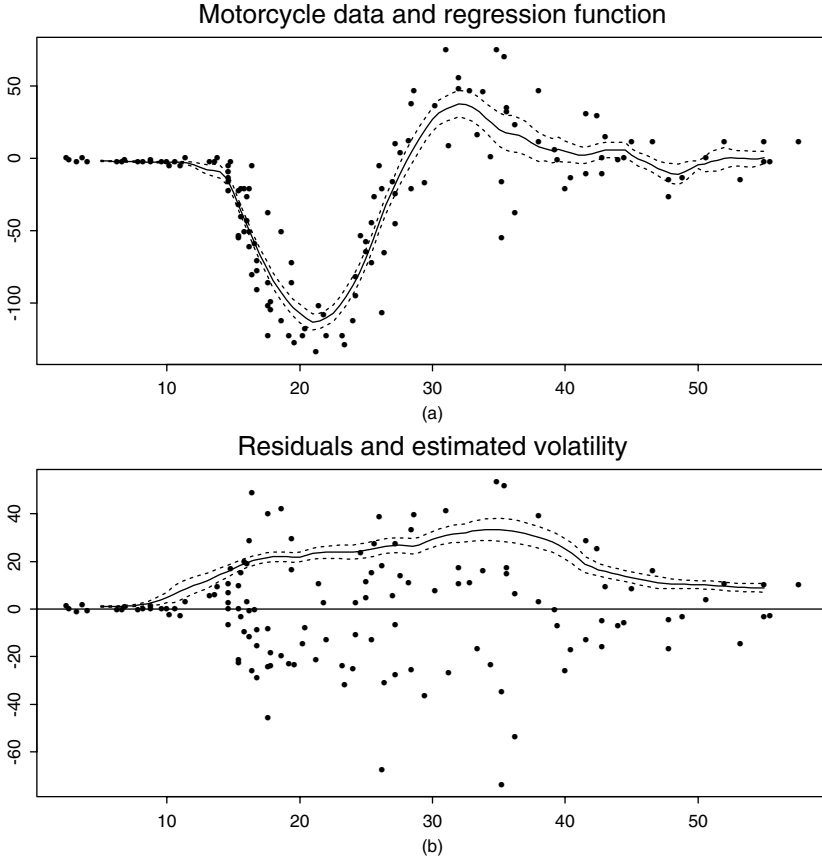 Motorcycle data and regression function
50
0
-50
-100
10 20 30 40 50
(a)
Residuals and estimated volatility
40
20
0
-20
-40
-60
10 20 30 40 50
(b)